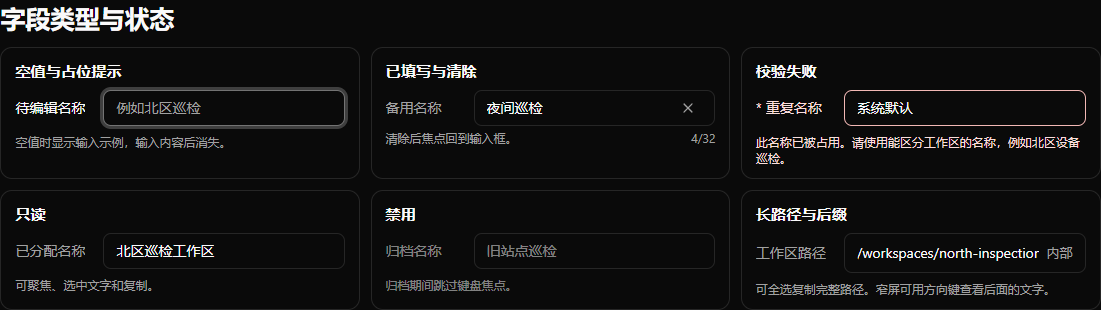 字段类型与状态
空值与占位提示
待编辑名称 例如北区巡检
空值时显示输入示例，输入内容后消失。
已填写与清除
备用名称 夜间巡检
清除后焦点回到输入框。 4/32
校验失败
* 重复名称 系统默认
此名称已被占用。请使用能区分工作区的名称，例如北区设备
巡检。
只读
已分配名称 北区巡检工作区
可聚焦、选中文字和复制。
禁用
归档名称 旧站点巡检
归档期间跳过键盘焦点。
长路径与后缀
工作区路径 /workspaces/north-inspection 内部
可全选复制完整路径。窄屏可用方向键查看后面的文字。